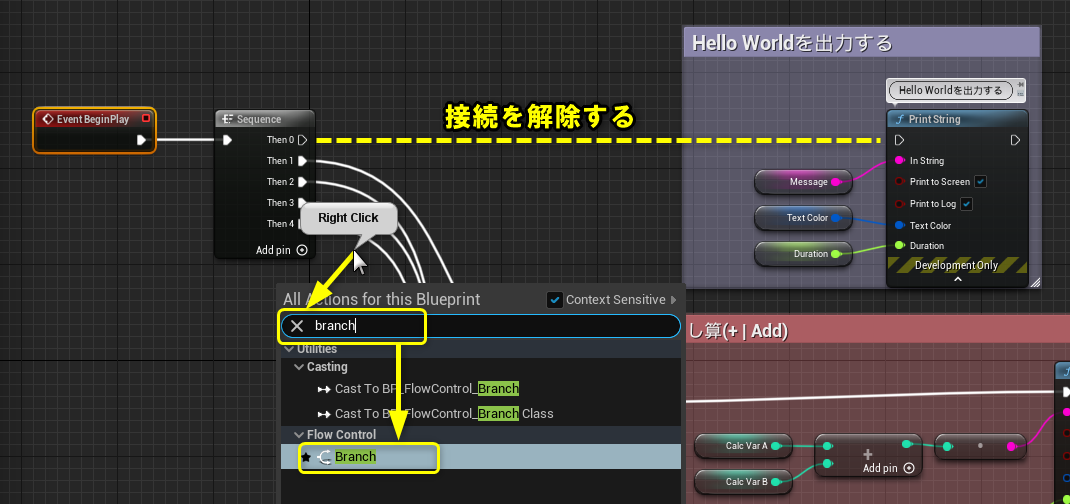 Hello Worldを出力する
Hello Worldを出力する
接続を解除する
Event BeginPlay
Sequence
Then 0
Then 1
Then 2
Then 3
Then 4
Add pin
Right Click
Print String
In String
Print to Screen
Print to Log
Text Color
Duration
Development Only
Message
Text Color
Duration
All Actions for this Blueprint
Context Sensitive
branch
Utilities
Casting
Cast To BP_FlowControl_Branch
Cast To BP_FlowControl_Branch Class
Flow Control
Branch
し算(+ | Add)
Calc Var A
Calc Var B
Add pin